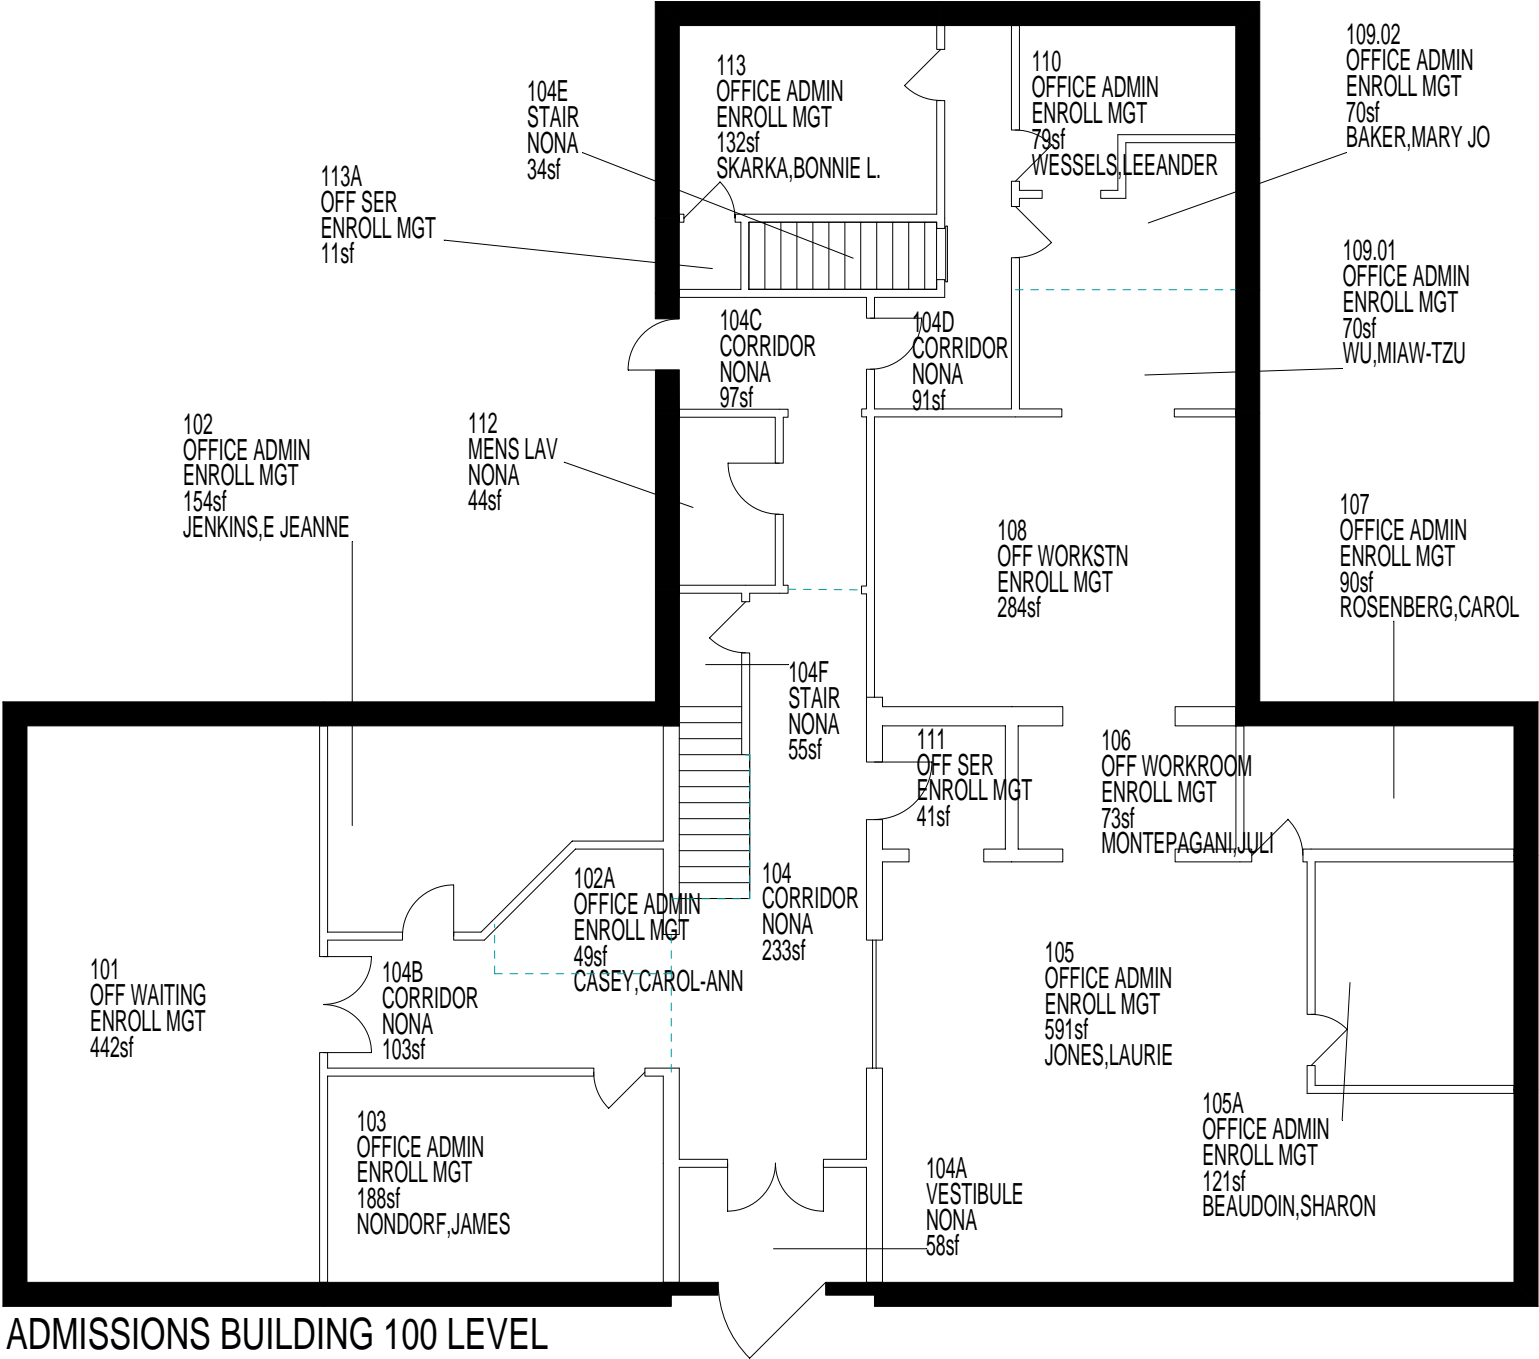 113
OFFICE ADMIN
ENROLL MGT
132sf
SKARKA,BONNIE L.
110
OFFICE ADMIN
ENROLL MGT
79sf
WESSELS,LEEANDER
109.02
OFFICE ADMIN
ENROLL MGT
70sf
BAKER,MARY JO
104E
STAIR
NONA
34sf
113A
OFF SER
ENROLL MGT
11sf
109.01
OFFICE ADMIN
ENROLL MGT
70sf
WU,MIAW-TZU
104C
CORRIDOR
NONA
97sf
104D
CORRIDOR
NONA
91sf
102
OFFICE ADMIN
ENROLL MGT
154sf
JENKINS,E JEANNE
112
MENS LAV
NONA
44sf
108
OFF WORKSTN
ENROLL MGT
284sf
107
OFFICE ADMIN
ENROLL MGT
90sf
ROSENBERG,CAROL
104F
STAIR
NONA
55sf
111
OFF SER
ENROLL MGT
41sf
106
OFF WORKROOM
ENROLL MGT
73sf
MONTEPAGANI,JULI
102A
OFFICE ADMIN
ENROLL MGT
49sf
CASEY,CAROL-ANN
104
CORRIDOR
NONA
233sf
101
OFF WAITING
ENROLL MGT
442sf
104B
CORRIDOR
NONA
103sf
105
OFFICE ADMIN
ENROLL MGT
591sf
JONES,LAURIE
103
OFFICE ADMIN
ENROLL MGT
188sf
NONDORF,JAMES
105A
OFFICE ADMIN
ENROLL MGT
121sf
BEAUDOIN,SHARON
104A
VESTIBULE
NONA
58sf
ADMISSIONS BUILDING 100 LEVEL